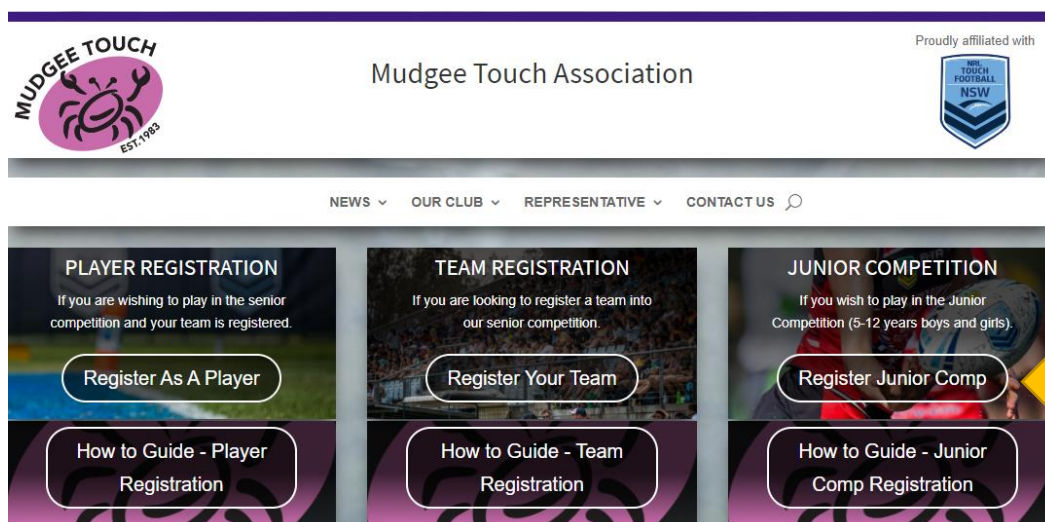 MUDGEE TOUCH
EST.1983
Mudgee Touch Association
Proudly affiliated with
NRL
TOUCH
FOOTBALL
NSW
NEWS OUR CLUB REPRESENTATIVE CONTACT US
PLAYER REGISTRATION
If you are wishing to play in the senior
competition and your team is registered.
Register As A Player
How to Guide - Player
Registration
TEAM REGISTRATION
If you are looking to register a team into
our senior competition.
Register Your Team
How to Guide - Team
Registration
JUNIOR COMPETITION
If you wish to play in the Junior
Competition (5-12 years boys and girls).
Register Junior Comp
How to Guide - Junior
Comp Registration